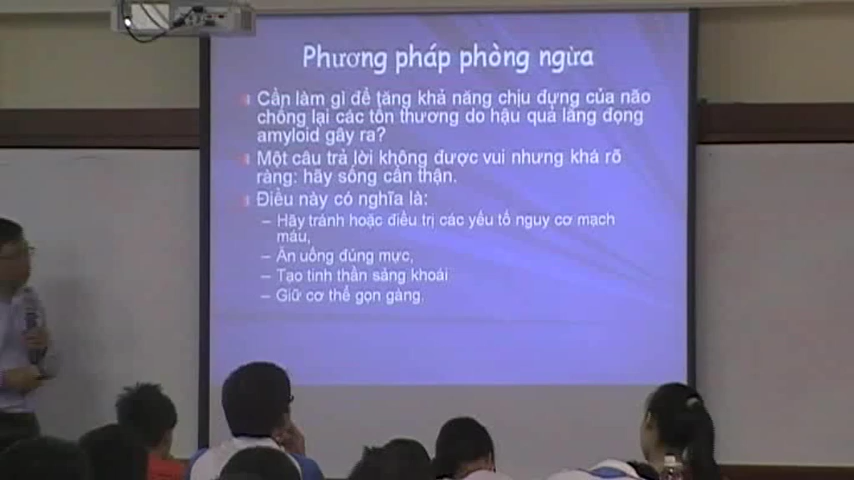 Phương pháp phòng ngừa
Cần làm gì để tăng khả năng chịu đựng của não
chống lại các tổn thương do hậu quả lắng đọng
amyloid gây ra?
Một câu trả lời không được vui nhưng khá rõ
ràng: hãy sống cẩn thận.
Điều này có nghĩa là:
– Hãy tránh hoặc điều trị các yếu tố nguy cơ mạch
máu,
– Ăn uống đúng mực,
– Tạo tinh thần sảng khoái
– Giữ cơ thể gọn gàng.